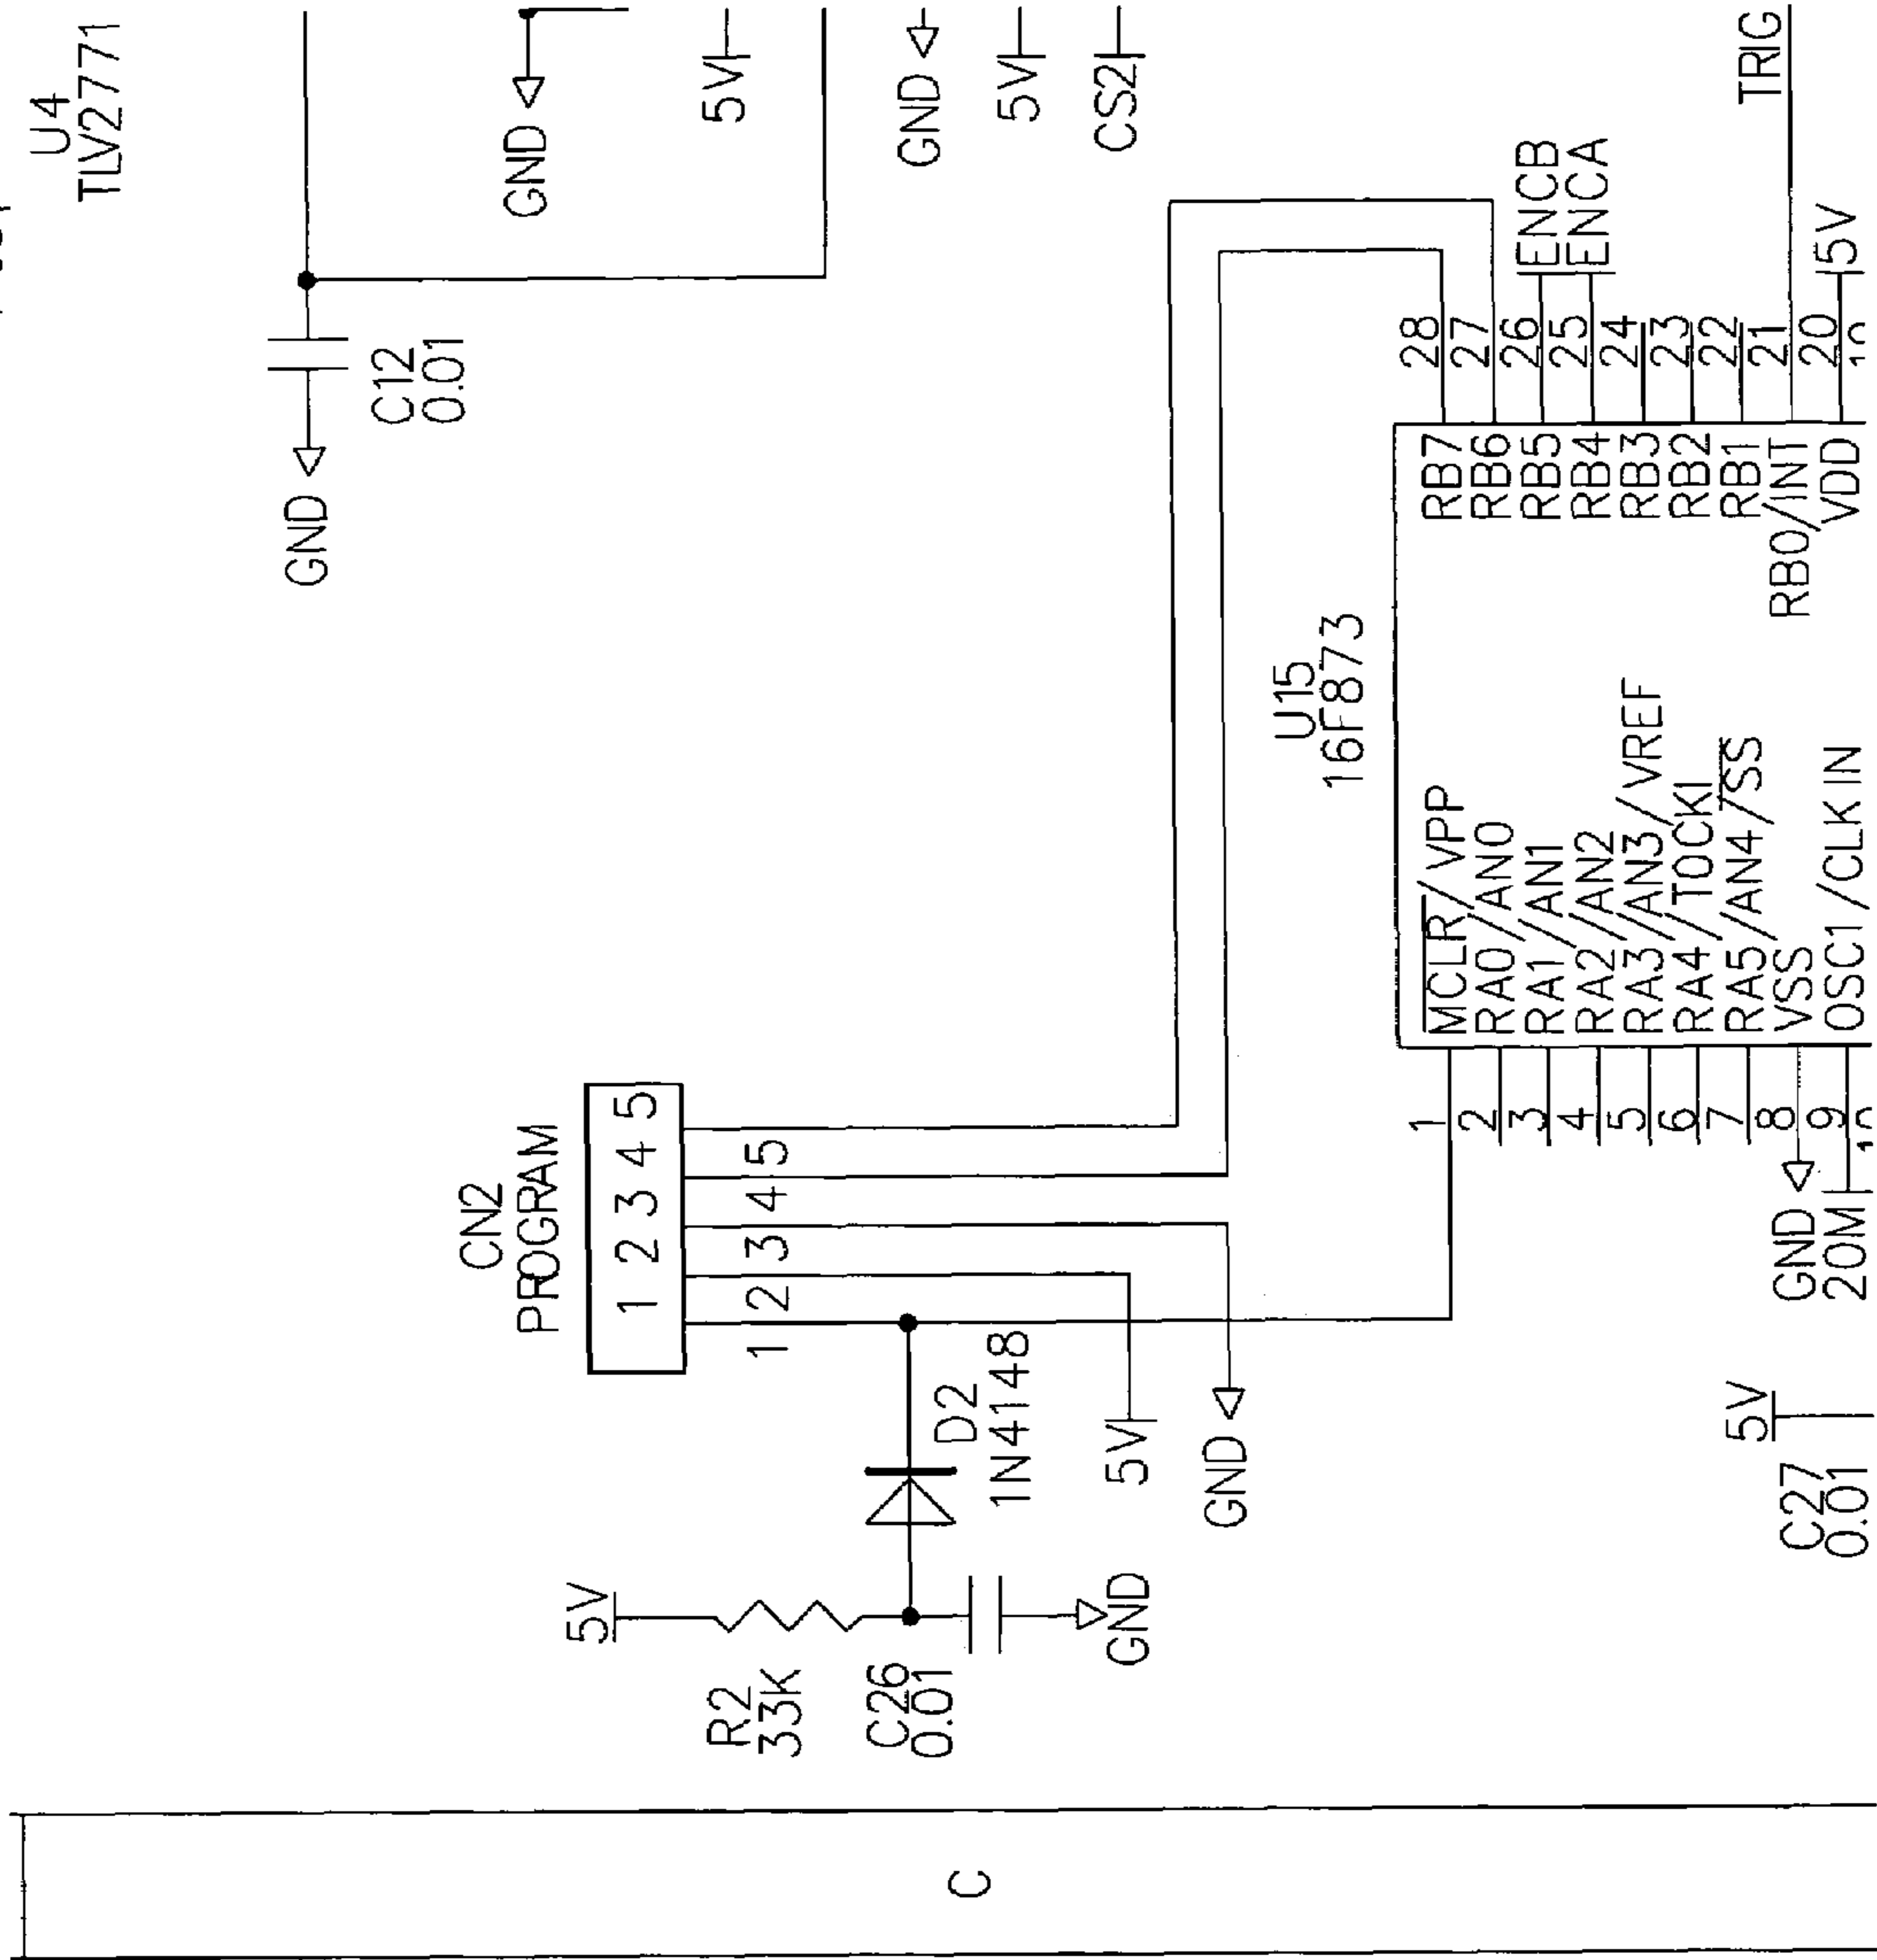 U4
TLV2771
GND
5V
GND
5V
CS2
TRIG
GND
C12
0.01
CN2
PROGRAM
1 2 3 4 5
1 2 3 4 5
5V
R2
33K
C26
0.01
GND
D2
1N4148
5V
GND
U15
16F873
1 MCLR/VPP
2 RA0/AN0
3 RA1/AN1
4 RA2/AN2
5 RA3/AN3/VREF
6 RA4/TOCKI
7 RA5/AN4/SS
GND 8 VSS
20M 9 OSC1/CLKIN
RB7 28
RB6 27
RB5 26 ENCB
RB4 25 ENCA
RB3 24
RB2 23
RB1 22
RB0/INT 21
VDD 20 5V
5V
C27
0.01
C